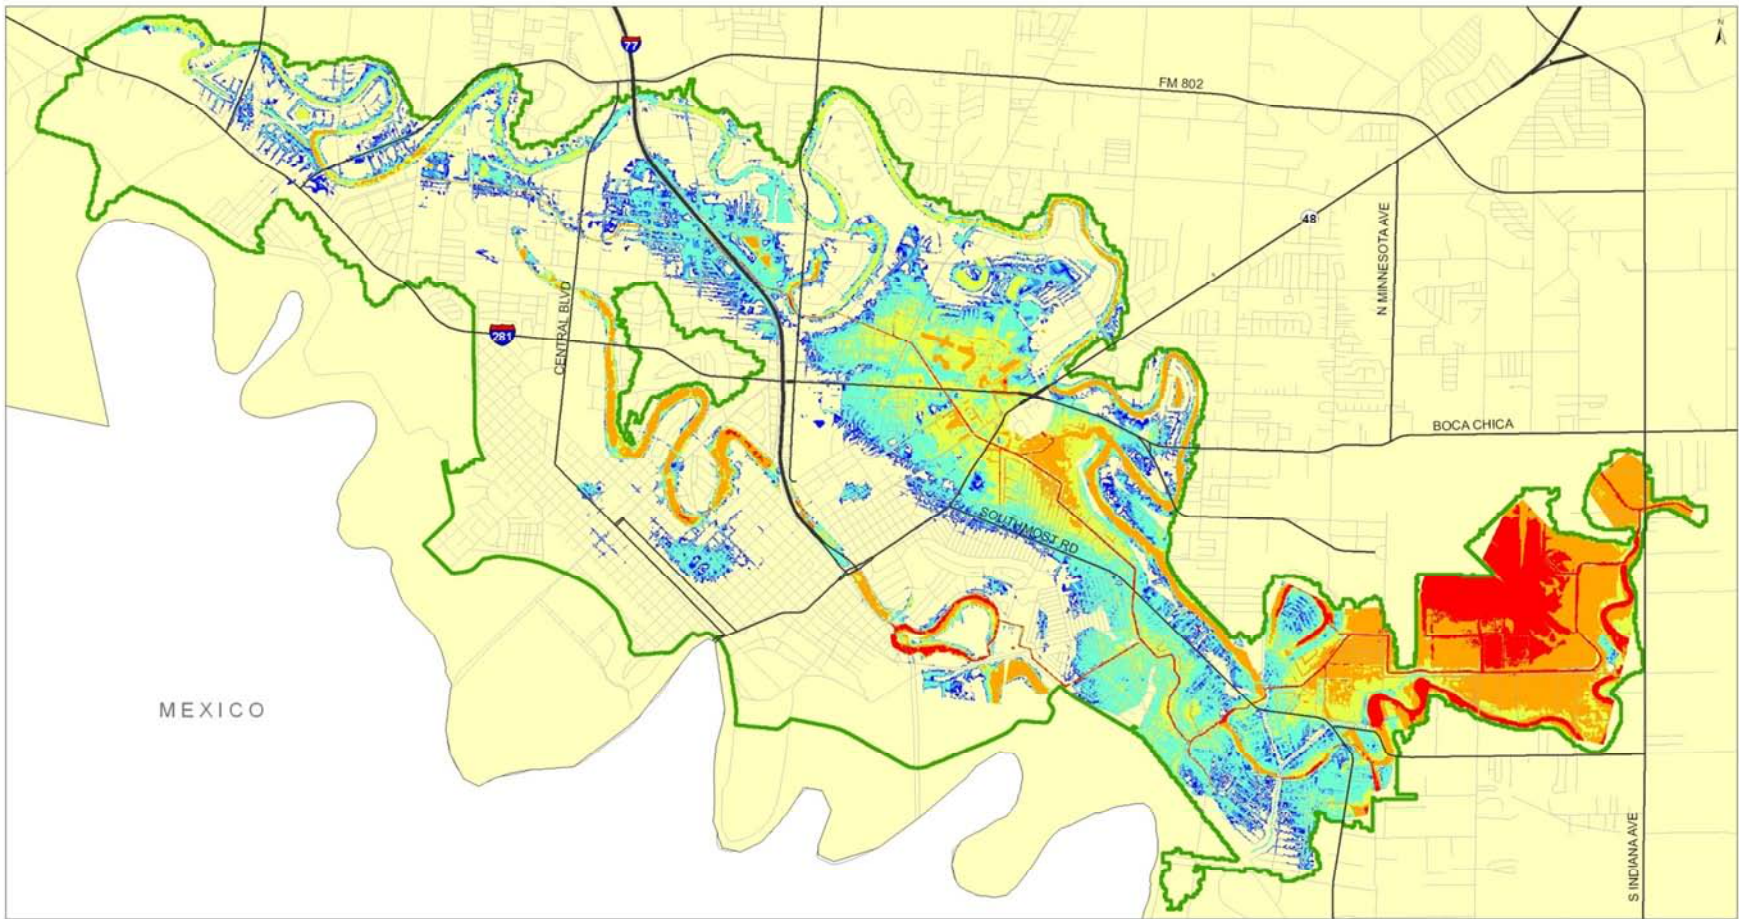 N
77
FM 802
48
N MINNESOTA AVE
281
CENTRAL BLVD
BOCA CHICA
SOUTHMOST RD
MEXICO
S INDIANA AVE